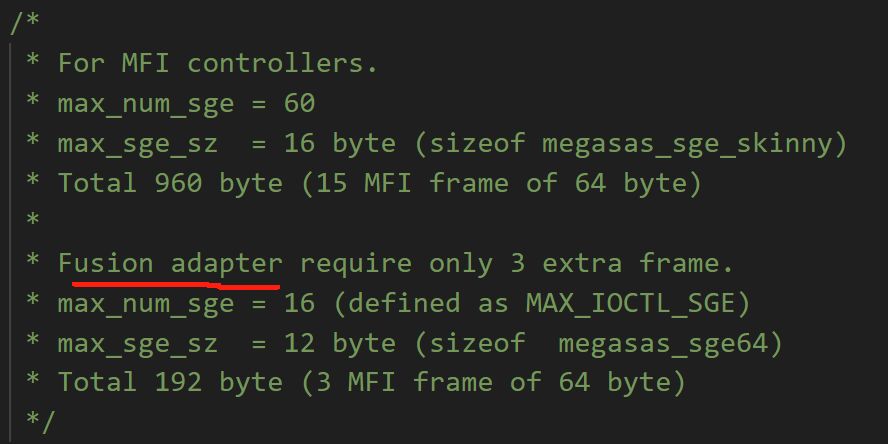 /*
* For MFI controllers.
* max_num_sge = 60
* max_sge_sz  = 16 byte (sizeof megasas_sge_skinny)
* Total 960 byte (15 MFI frame of 64 byte)
*
* Fusion adapter require only 3 extra frame.
* max_num_sge = 16 (defined as MAX_IOCTL_SGE)
* max_sge_sz  = 12 byte (sizeof  megasas_sge64)
* Total 192 byte (3 MFI frame of 64 byte)
*/